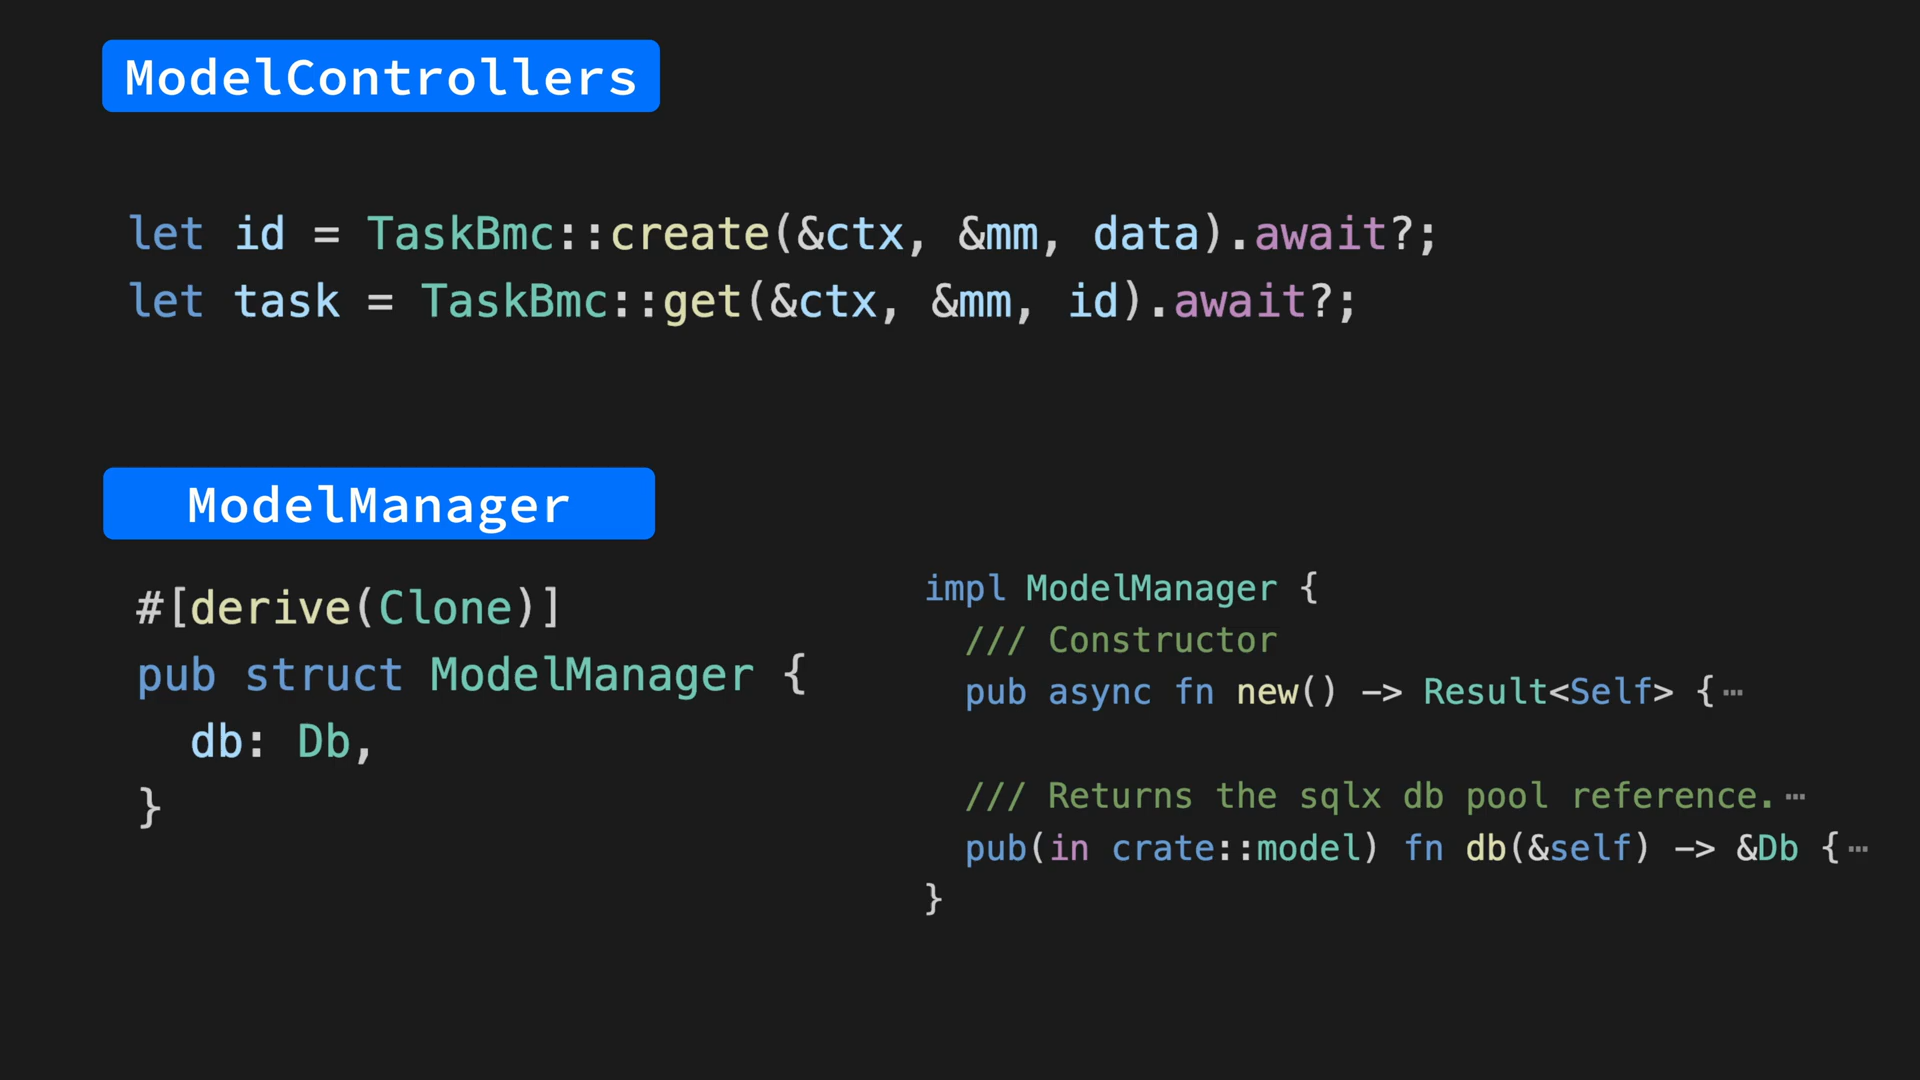 ModelControllers
let id = TaskBmc::create(&ctx, &mm, data).await?;
let task = TaskBmc::get(&ctx, &mm, id).await?;
ModelManager
#[derive(Clone)]
pub struct ModelManager {
  db: Db,
}
impl ModelManager {
  /// Constructor
  pub async fn new() -> Result<Self> {⋯
  /// Returns the sqlx db pool reference.⋯
  pub(in crate::model) fn db(&self) -> &Db {⋯
}